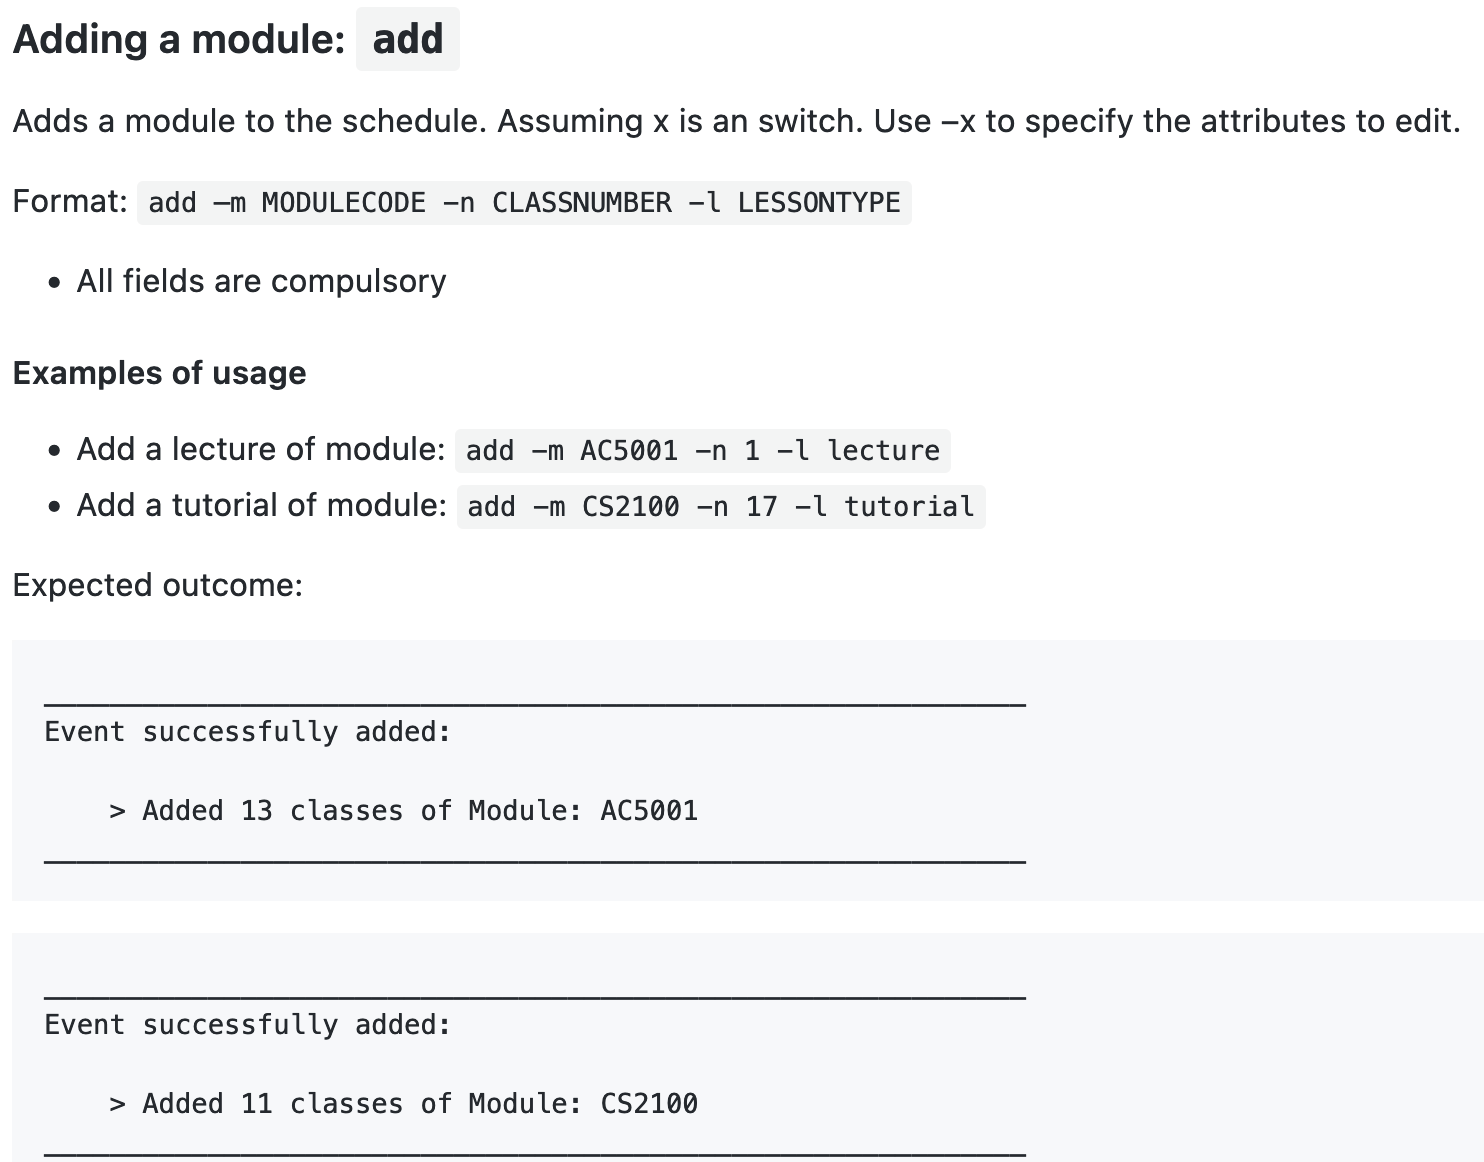 Adding a module: add
Adds a module to the schedule. Assuming x is an switch. Use –x to specify the attributes to edit.
Format: add –m MODULECODE –n CLASSNUMBER –l LESSONTYPE
• All fields are compulsory
Examples of usage
• Add a lecture of module: add –m AC5001 –n 1 –l lecture
• Add a tutorial of module: add –m CS2100 –n 17 –l tutorial
Expected outcome:
____________________________________________________________
Event successfully added:
> Added 13 classes of Module: AC5001
____________________________________________________________
____________________________________________________________
Event successfully added:
> Added 11 classes of Module: CS2100
____________________________________________________________